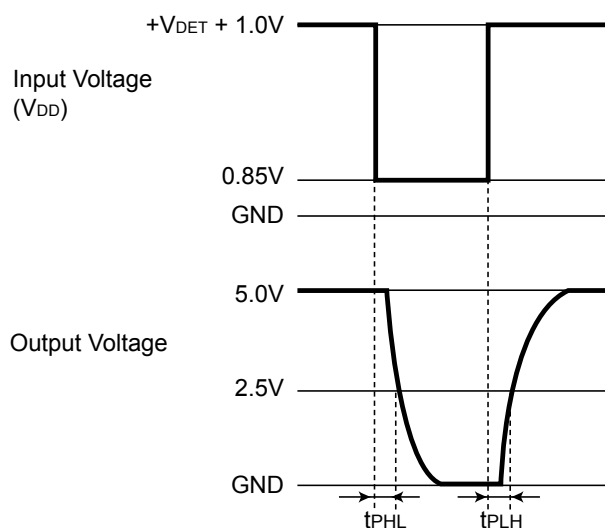 +VDET + 1.0V
Input Voltage
(VDD)
0.85V
GND
5.0V
Output Voltage
2.5V
GND
tPHL
tPLH